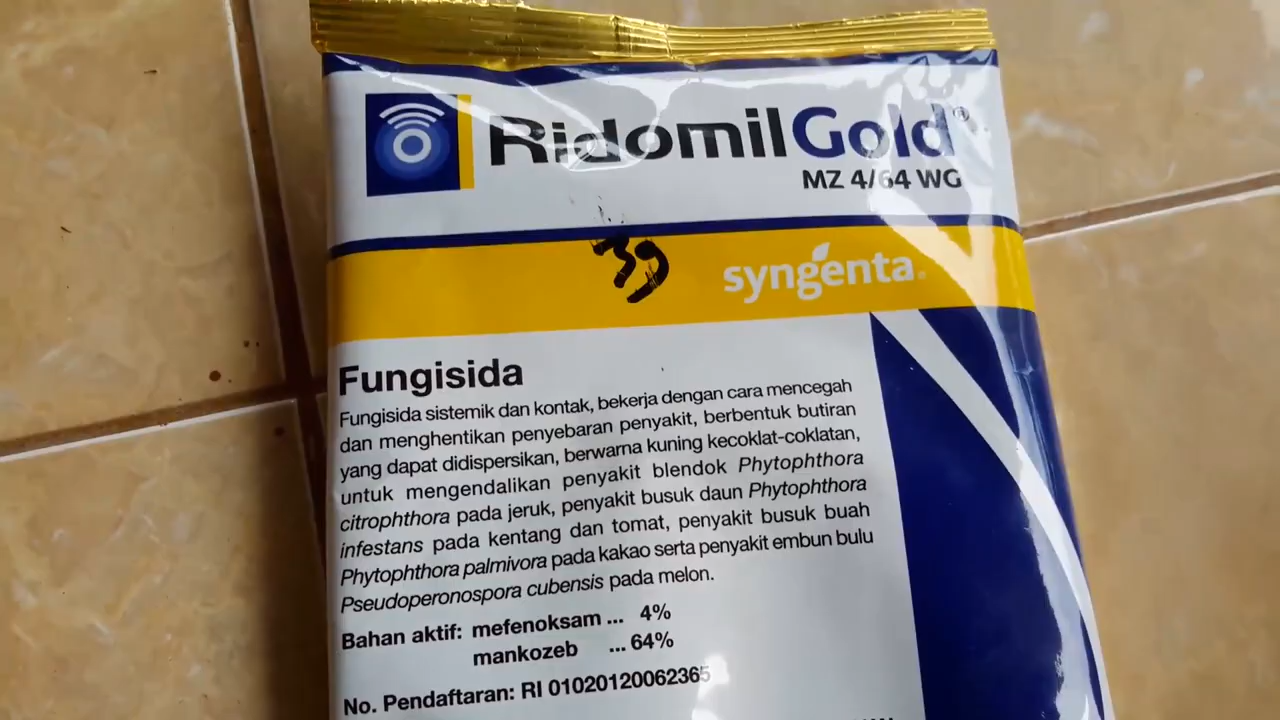 RidomilGold®
MZ 4/64 WG
39
syngenta.
Fungisida
Fungisida sistemik dan kontak, bekerja dengan cara mencegah
dan menghentikan penyebaran penyakit, berbentuk butiran
yang dapat didispersikan, berwarna kuning kecoklat-coklatan,
untuk mengendalikan penyakit blendok Phytophthora
citrophthora pada jeruk, penyakit busuk daun Phytophthora
infestans pada kentang dan tomat, penyakit busuk buah
Phytophthora palmivora pada kakao serta penyakit embun bulu
Pseudoperonospora cubensis pada melon.
Bahan aktif: mefenoksam ... 4%
mankozeb ... 64%
No. Pendaftaran: RI 01020120062365